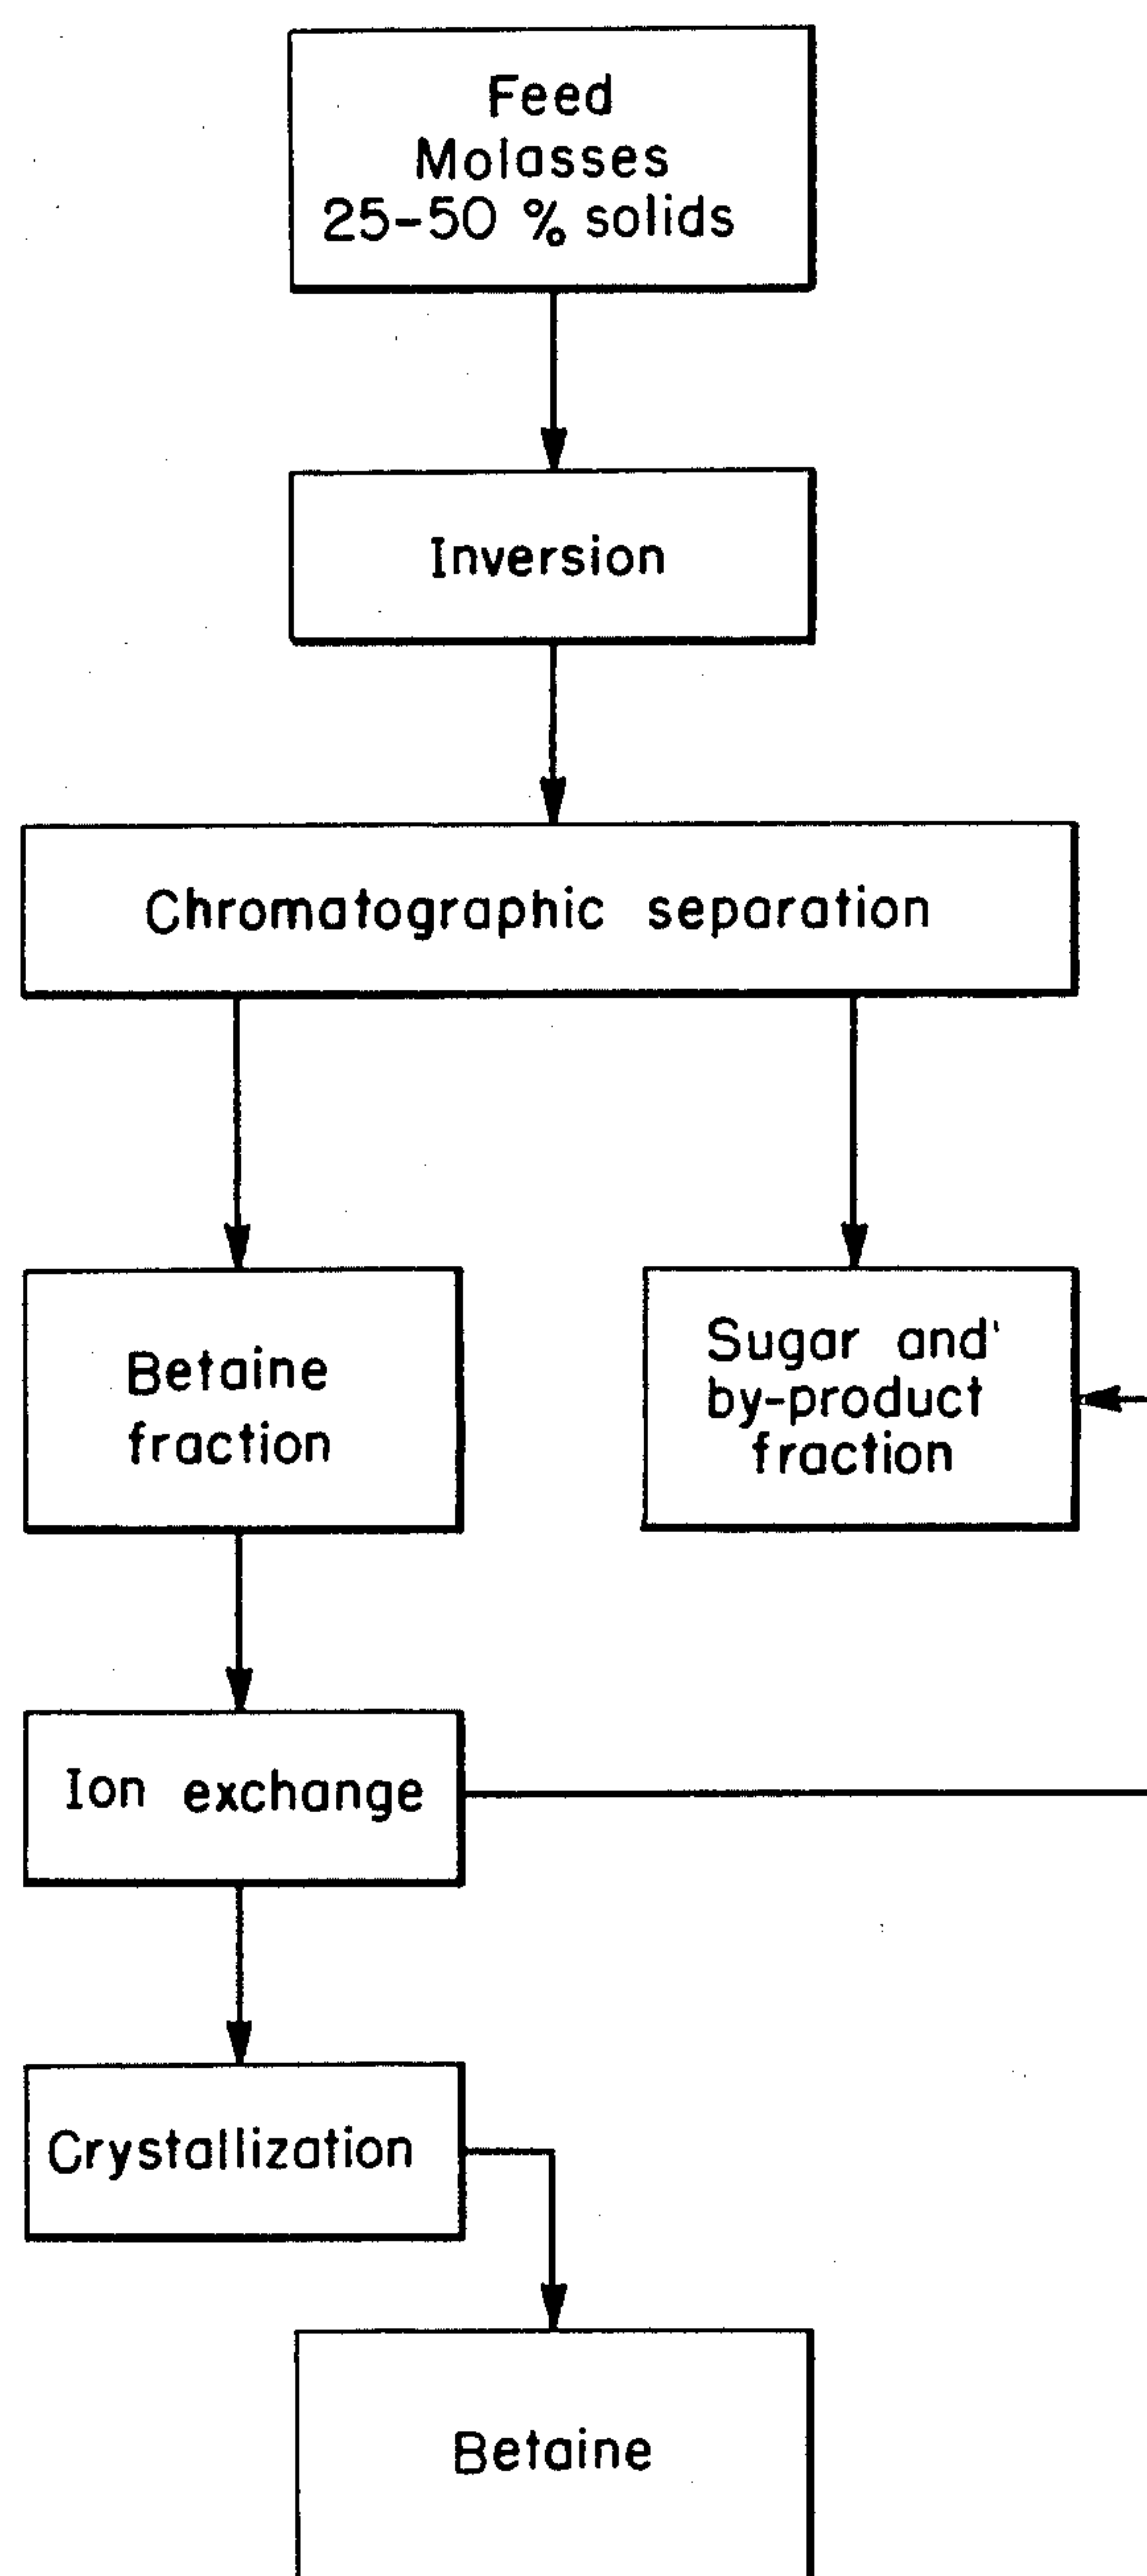 Feed
Molasses
25-50 % solids
Inversion
Chromatographic separation
Betaine
fraction
Sugar and
by-product
fraction
Ion exchange
Crystallization
Betaine